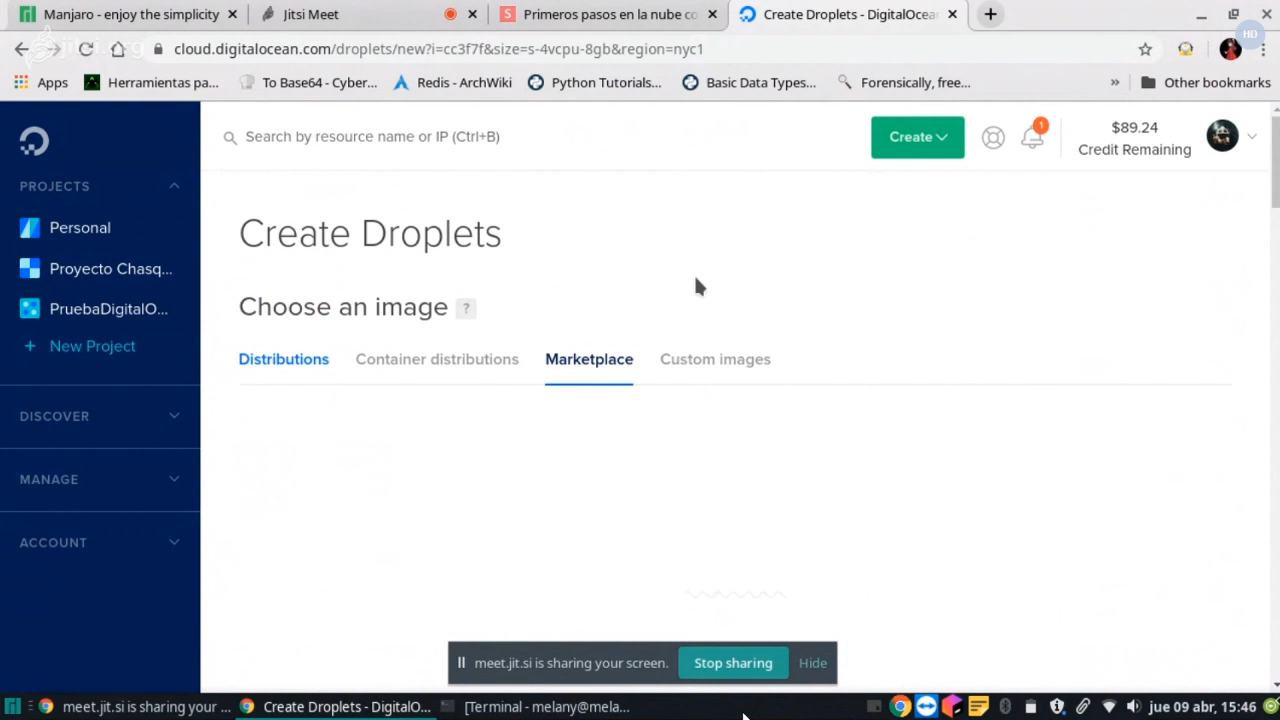 Manjaro - enjoy the simplicity
Jitsi Meet
Primeros pasos en la nube co
Create Droplets - DigitalOcea
HD
jitsi.org
cloud.digitalocean.com/droplets/new?i=cc3f7f&size=s-4vcpu-8gb&region=nyc1
Apps
Herramientas pa...
To Base64 - Cyber...
Redis - ArchWiki
Python Tutorials...
Basic Data Types...
Forensically, free...
»
Other bookmarks
Search by resource name or IP (Ctrl+B)
Create
1
$89.24
Credit Remaining
PROJECTS
Personal
Proyecto Chasq...
PruebaDigitalO...
+ New Project
DISCOVER
MANAGE
ACCOUNT
Create Droplets
Choose an image ?
Distributions
Container distributions
Marketplace
Custom images
meet.jit.si is sharing your screen.
Stop sharing
Hide
meet.jit.si is sharing your ...
Create Droplets - DigitalO...
[Terminal - melany@mela...
jue 09 abr, 15:46